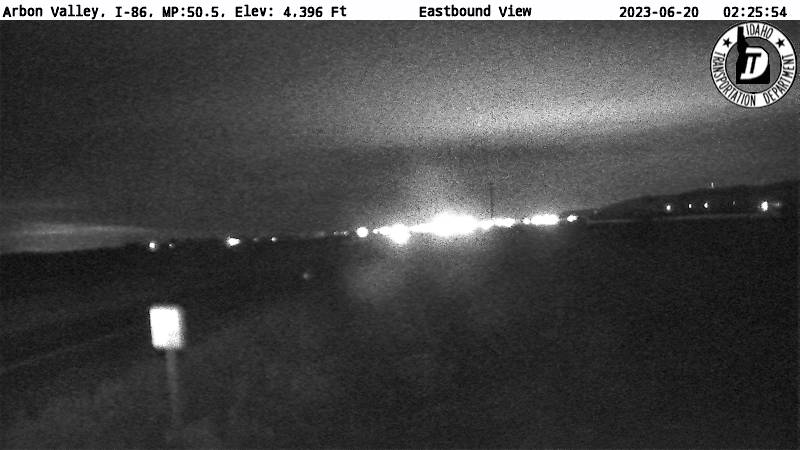 Arbon Valley, I-86, MP:50.5, Elev: 4,396 Ft Eastbound View 2023-06-20 02:25:54
IDAHO
TRANSPORTATION DEPARTMENT